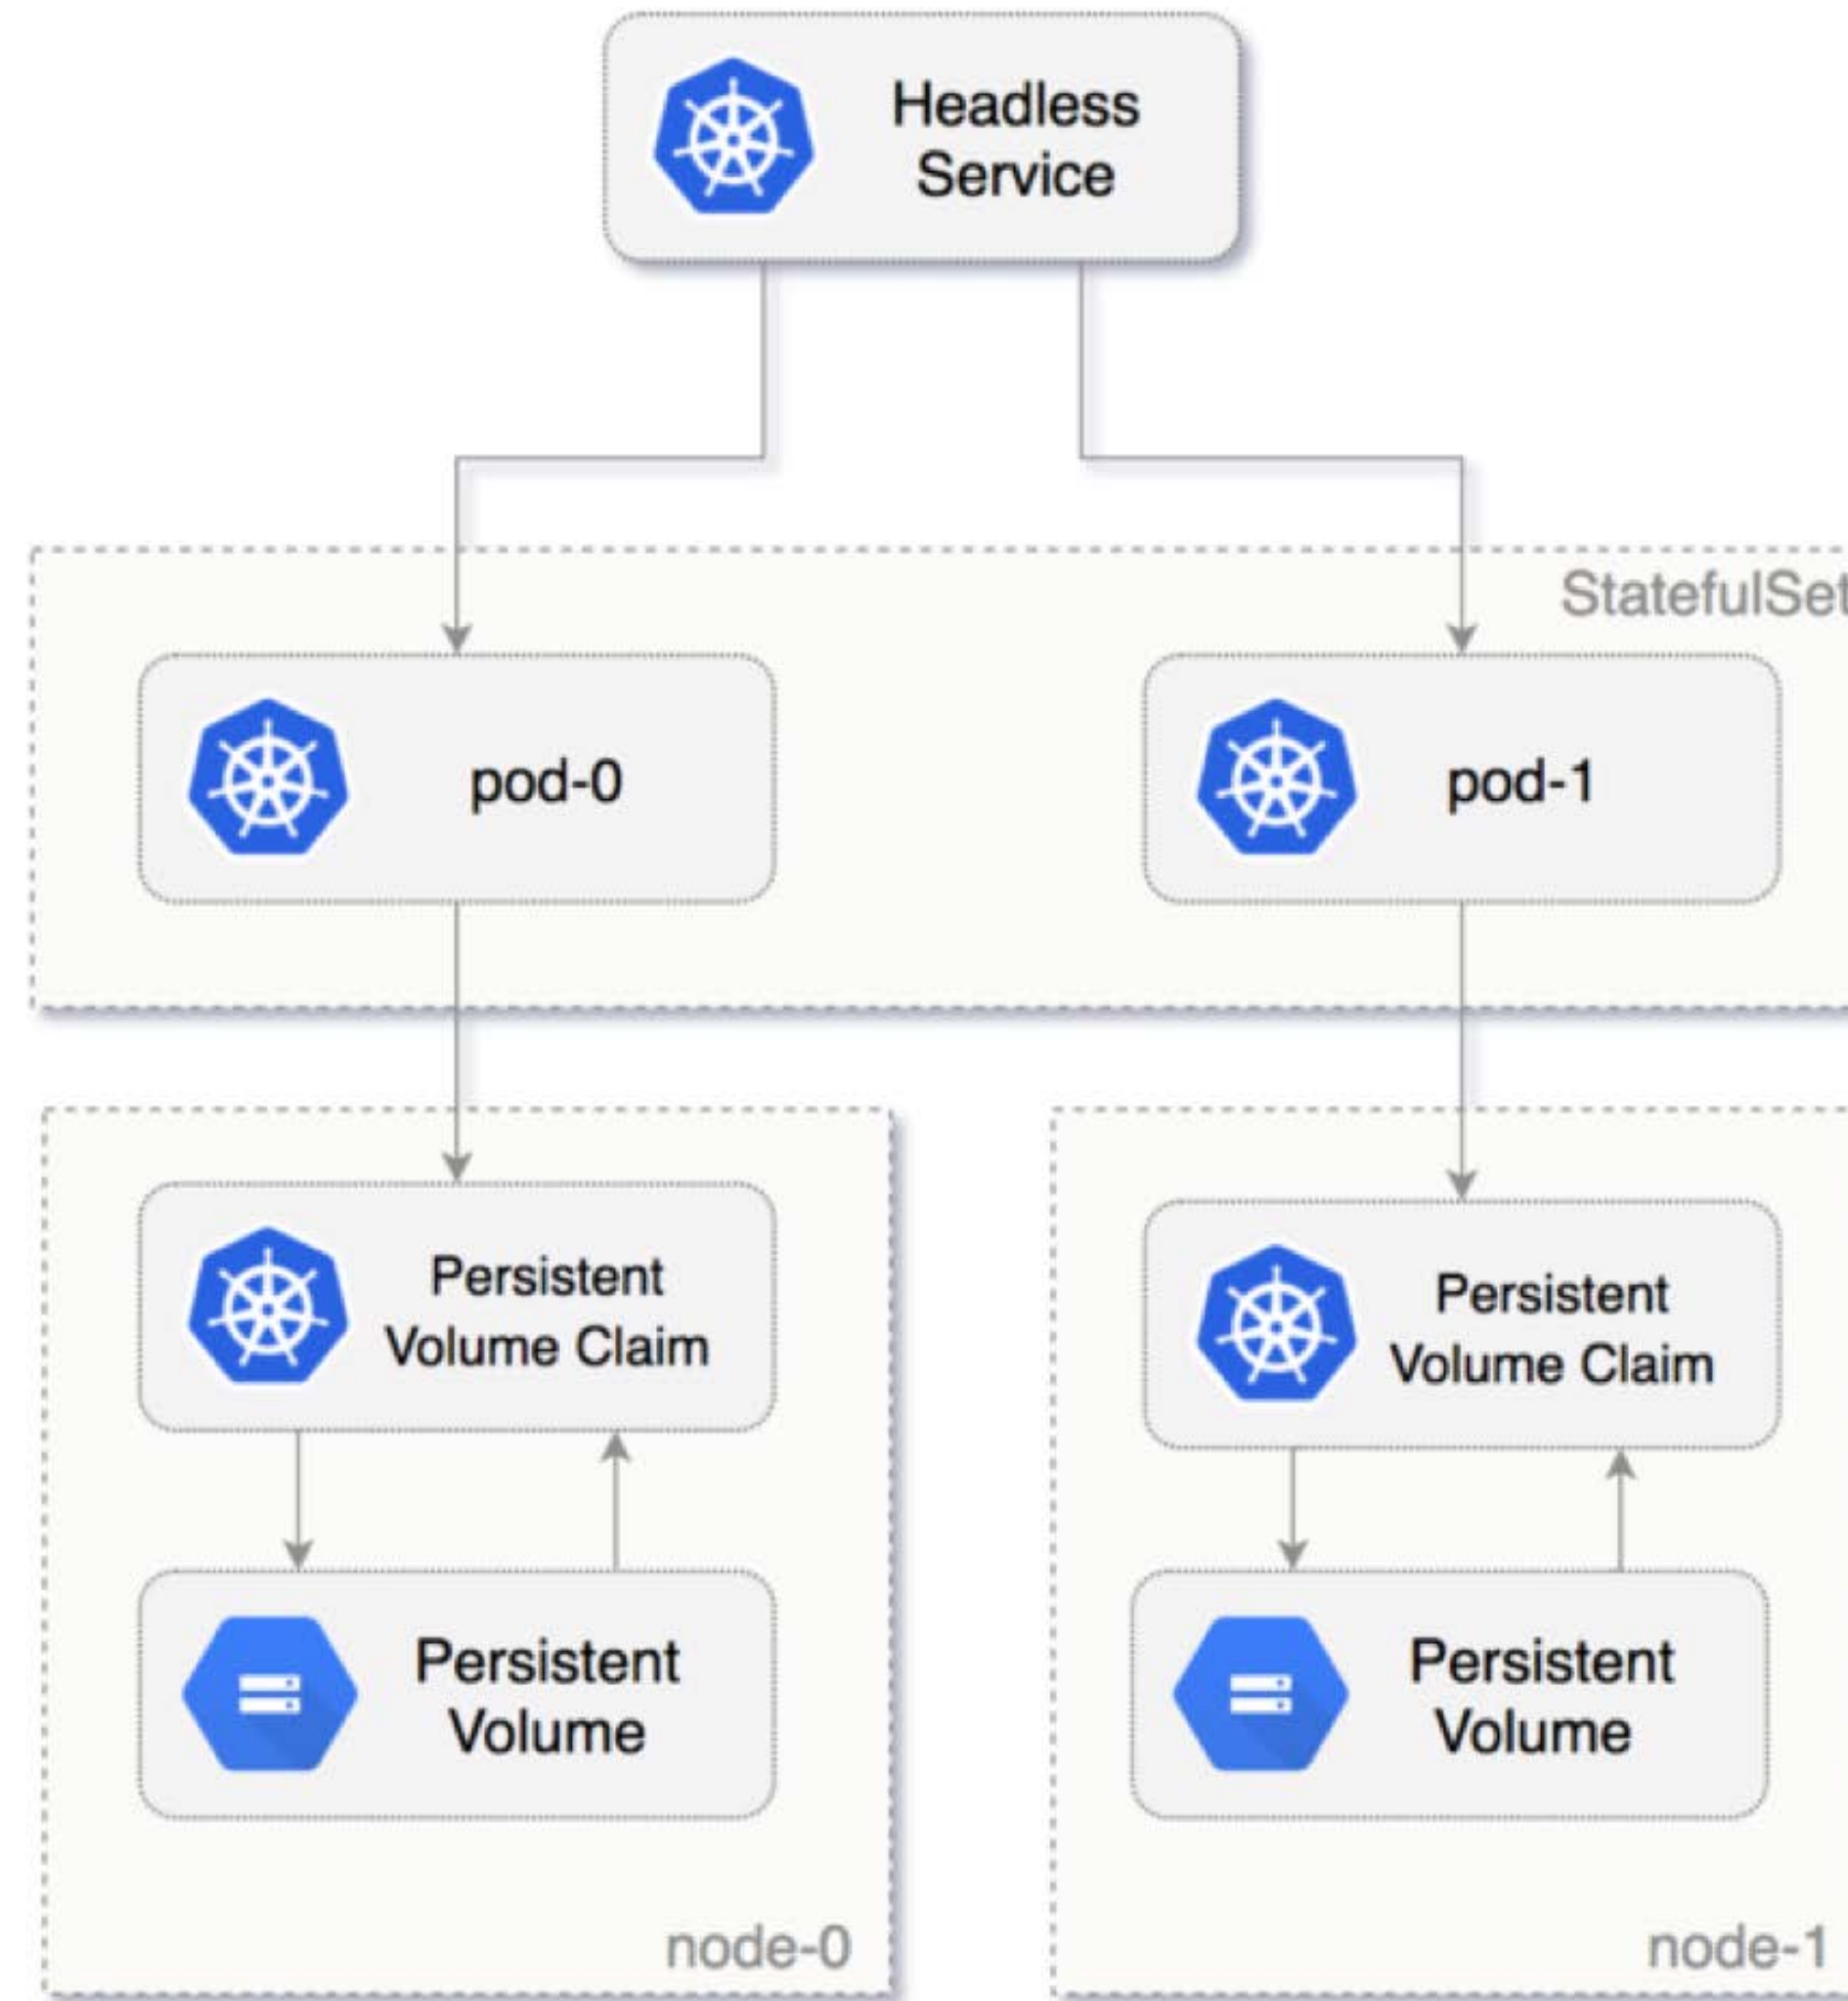 Headless
Service
StatefulSet
pod-0
pod-1
Persistent
Volume Claim
Persistent
Volume Claim
Persistent
Volume
Persistent
Volume
node-0
node-1